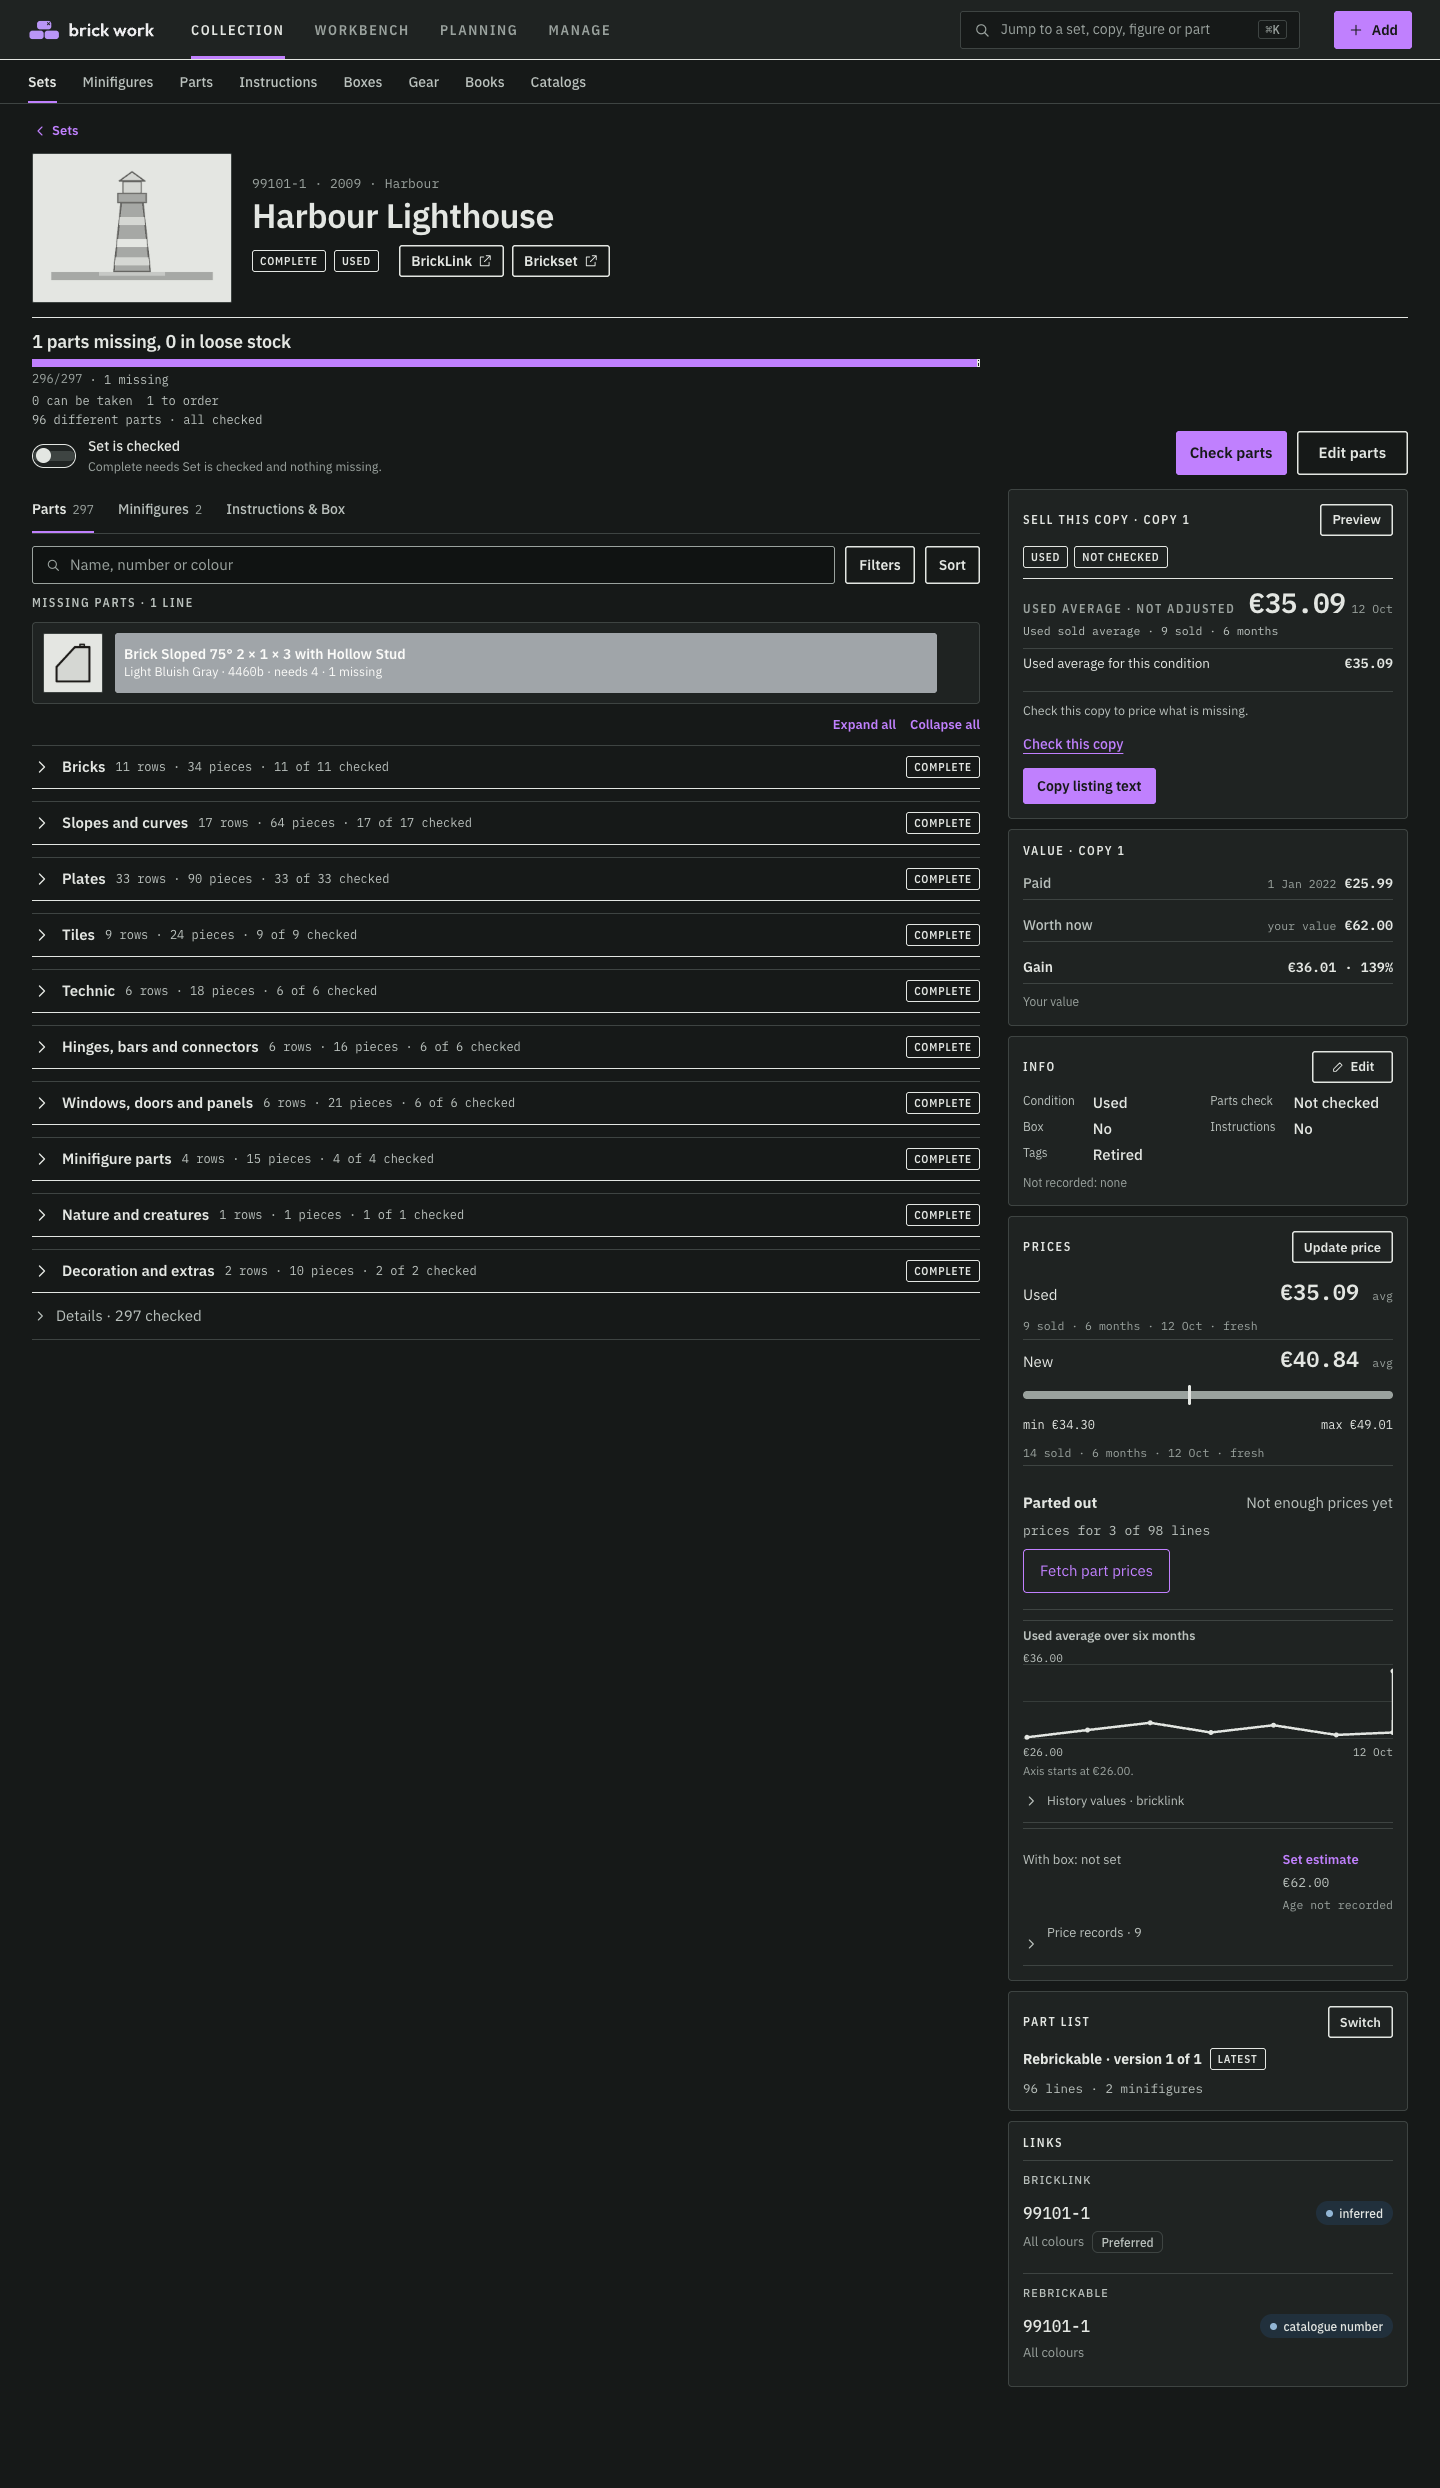 brick work
COLLECTION WORKBENCH PLANNING MANAGE
Jump to a set, copy, figure or part ⌘K
Add
Sets Minifigures Parts Instructions Boxes Gear Books Catalogs
Sets
99101-1 · 2009 · Harbour
Harbour Lighthouse
COMPLETE USED BrickLink Brickset
1 parts missing, 0 in loose stock
296/297 · 1 missing
0 can be taken 1 to order
96 different parts · all checked
Set is checked
Complete needs Set is checked and nothing missing.
Check parts Edit parts
Parts 297 Minifigures 2 Instructions & Box
Name, number or colour Filters Sort
MISSING PARTS · 1 LINE
Brick Sloped 75° 2 × 1 × 3 with Hollow Stud
Light Bluish Gray · 4460b · needs 4 · 1 missing
Expand all Collapse all
Bricks 11 rows · 34 pieces · 11 of 11 checked COMPLETE
Slopes and curves 17 rows · 64 pieces · 17 of 17 checked COMPLETE
Plates 33 rows · 90 pieces · 33 of 33 checked COMPLETE
Tiles 9 rows · 24 pieces · 9 of 9 checked COMPLETE
Technic 6 rows · 18 pieces · 6 of 6 checked COMPLETE
Hinges, bars and connectors 6 rows · 16 pieces · 6 of 6 checked COMPLETE
Windows, doors and panels 6 rows · 21 pieces · 6 of 6 checked COMPLETE
Minifigure parts 4 rows · 15 pieces · 4 of 4 checked COMPLETE
Nature and creatures 1 rows · 1 pieces · 1 of 1 checked COMPLETE
Decoration and extras 2 rows · 10 pieces · 2 of 2 checked COMPLETE
Details · 297 checked
SELL THIS COPY · COPY 1 Preview
USED NOT CHECKED
USED AVERAGE · NOT ADJUSTED €35.09 12 Oct
Used sold average · 9 sold · 6 months
Used average for this condition €35.09
Check this copy to price what is missing.
Check this copy
Copy listing text
VALUE · COPY 1
Paid 1 Jan 2022 €25.99
Worth now your value €62.00
Gain €36.01 · 139%
Your value
INFO Edit
Condition Used Parts check Not checked
Box No Instructions No
Tags Retired
Not recorded: none
PRICES Update price
Used €35.09 avg
9 sold · 6 months · 12 Oct · fresh
New €40.84 avg
min €34.30 max €49.01
14 sold · 6 months · 12 Oct · fresh
Parted out Not enough prices yet
prices for 3 of 98 lines
Fetch part prices
Used average over six months
€36.00
€26.00 12 Oct
Axis starts at €26.00.
History values · bricklink
With box: not set Set estimate
€62.00
Age not recorded
Price records · 9
PART LIST Switch
Rebrickable · version 1 of 1 LATEST
96 lines · 2 minifigures
LINKS
BRICKLINK
99101-1 inferred
All colours Preferred
REBRICKABLE
99101-1 catalogue number
All colours